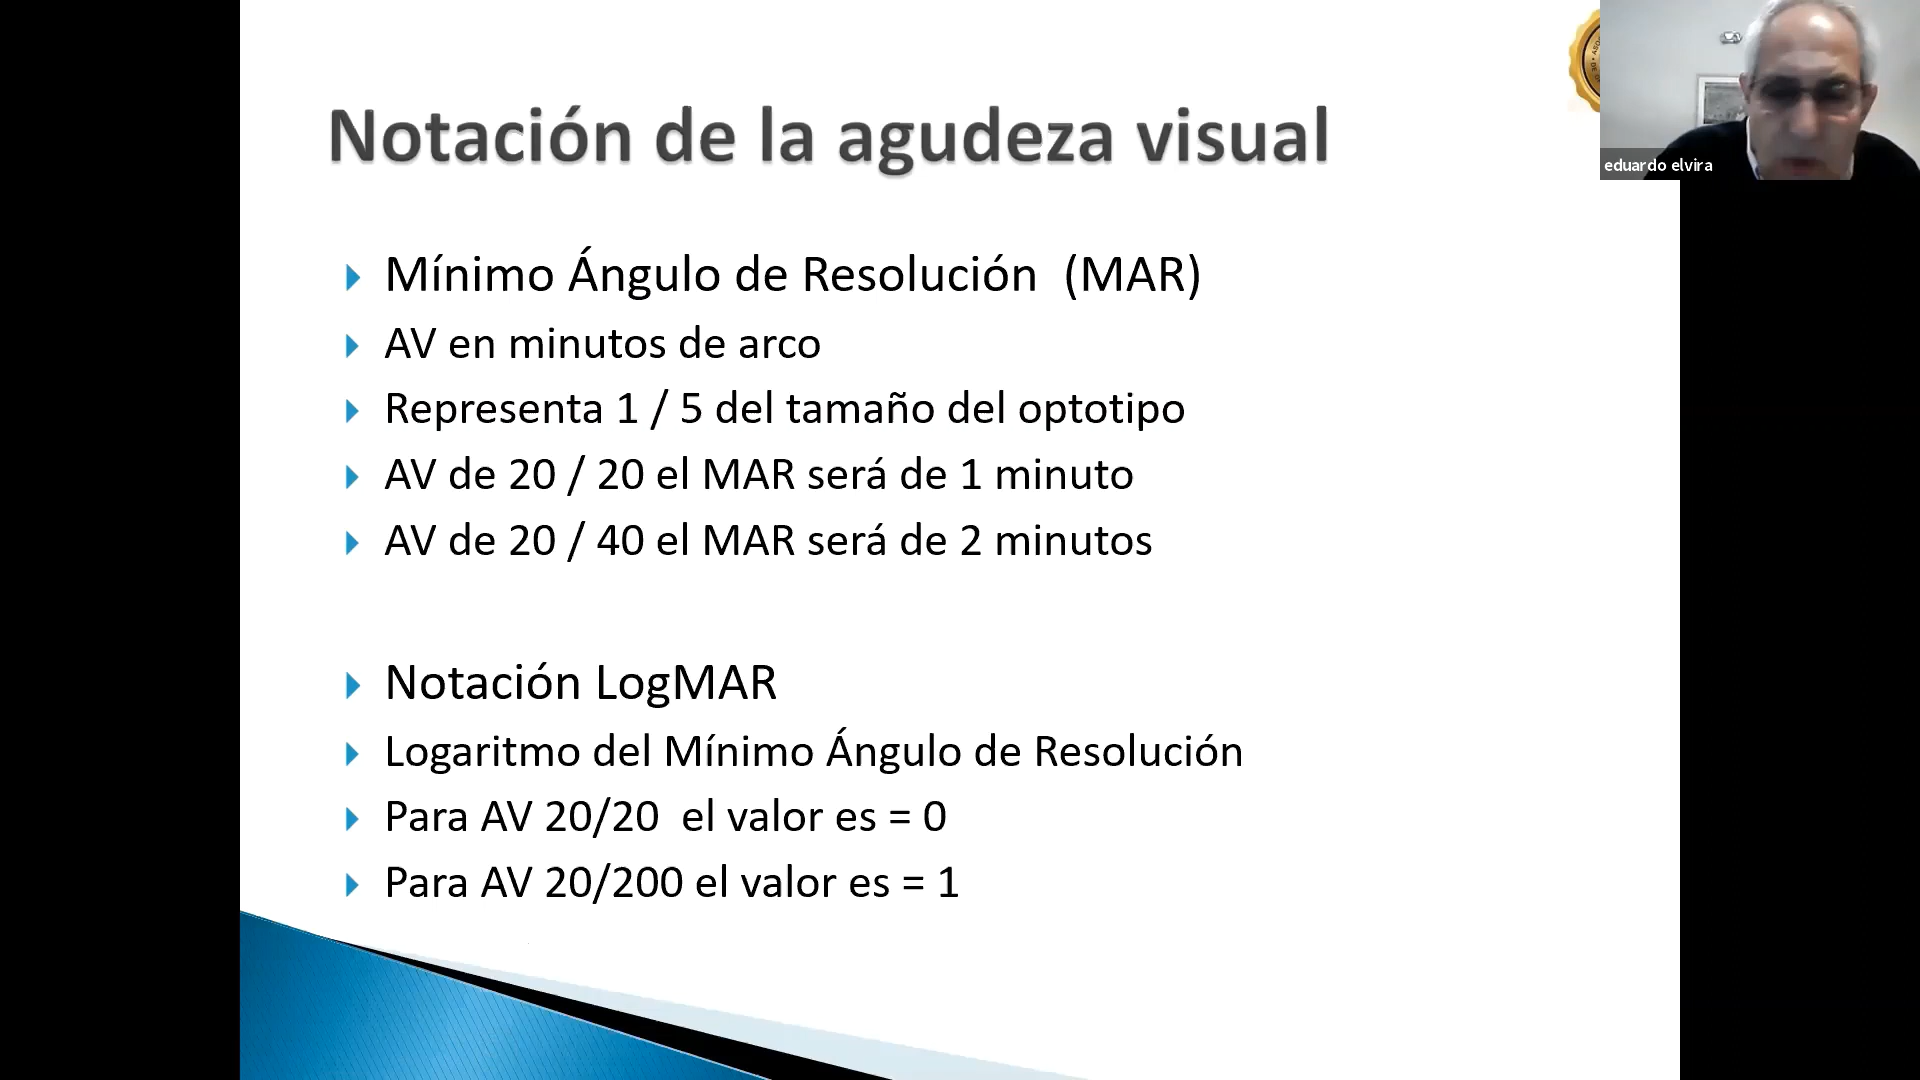 Notación de la agudeza visual
eduardo elvira
Mínimo Ángulo de Resolución (MAR)
AV en minutos de arco
Representa 1 / 5 del tamaño del optotipo
AV de 20 / 20 el MAR será de 1 minuto
AV de 20 / 40 el MAR será de 2 minutos
Notación LogMAR
Logaritmo del Mínimo Ángulo de Resolución
Para AV 20/20 el valor es = 0
Para AV 20/200 el valor es = 1